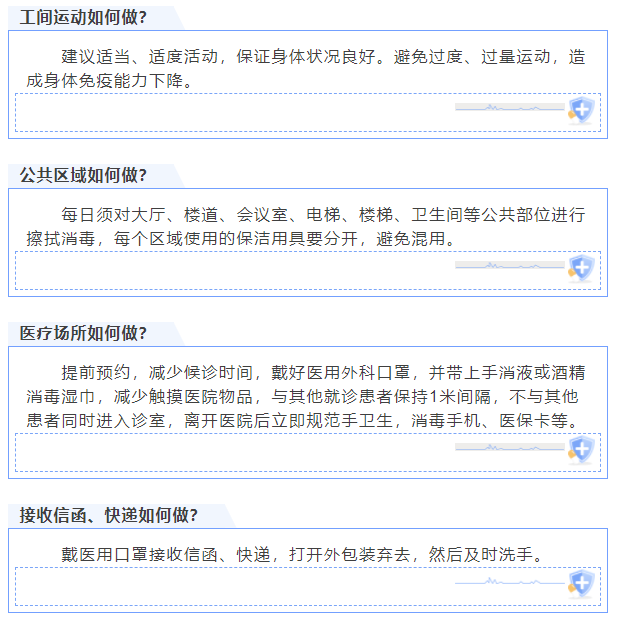 工间运动如何做？
建议适当、适度活动，保证身体状况良好。避免过度、过量运动，造
成身体免疫能力下降。
公共区域如何做？
每日须对大厅、楼道、会议室、电梯、楼梯、卫生间等公共部位进行
擦拭消毒，每个区域使用的保洁用具要分开，避免混用。
医疗场所如何做？
提前预约，减少候诊时间，戴好医用外科口罩，并带上手消液或酒精
消毒湿巾，减少触摸医院物品，与其他就诊患者保持1米间隔，不与其他
患者同时进入诊室，离开医院后立即规范手卫生，消毒手机、医保卡等。
接收信函、快递如何做？
戴医用口罩接收信函、快递，打开外包装弃去，然后及时洗手。